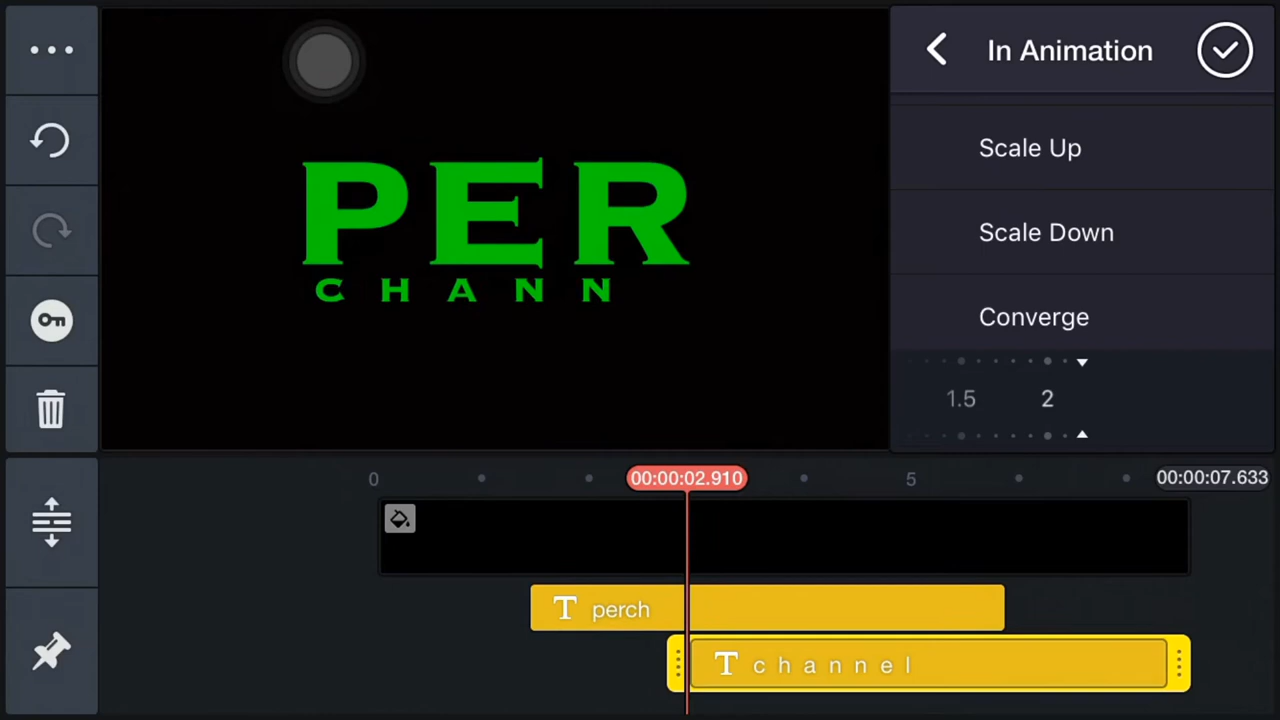 In Animation
Scale Up
PER
Scale Down
CHANN
Converge
1.5 2
0 00:00:02.910 5 00:00:07.633
T perch
T c h a n n e l